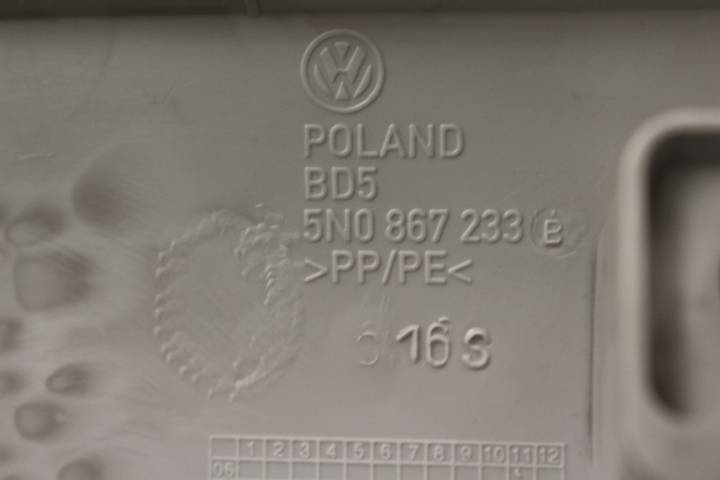 VW
POLAND
BD5
5N0 867 233 B
>PP/PE<
16 S
1 2 3 4 5 6 7 8 9 10 11 12
06